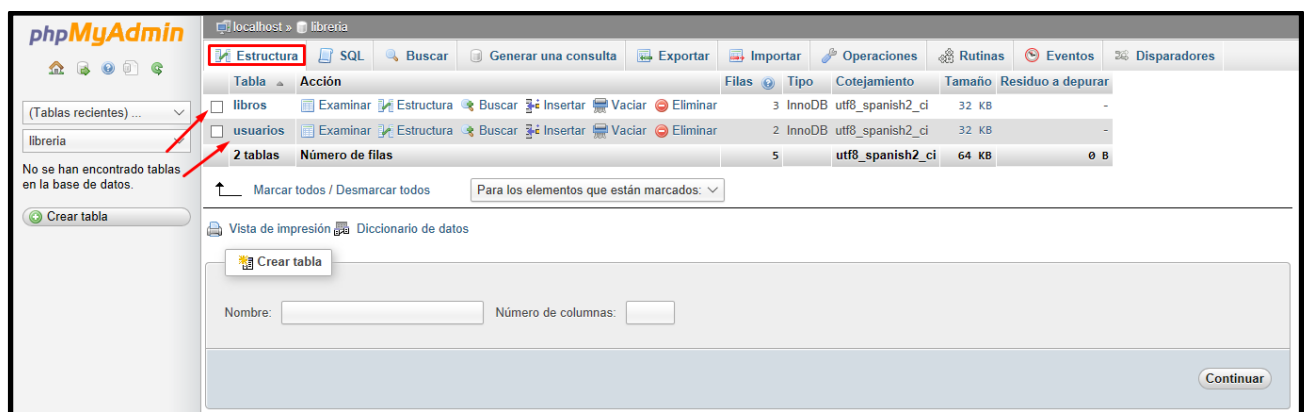 phpMyAdmin
(Tablas recientes) ...
libreria
No se han encontrado tablas
en la base de datos.
Crear tabla
localhost » libreria
Estructura SQL Buscar Generar una consulta Exportar Importar Operaciones Rutinas Eventos Disparadores
Tabla Acción Filas Tipo Cotejamiento Tamaño Residuo a depurar
libros Examinar Estructura Buscar Insertar Vaciar Eliminar 3 InnoDB utf8_spanish2_ci 32 KB -
usuarios Examinar Estructura Buscar Insertar Vaciar Eliminar 2 InnoDB utf8_spanish2_ci 32 KB -
2 tablas Número de filas 5 utf8_spanish2_ci 64 KB 0 B
Marcar todos / Desmarcar todos Para los elementos que están marcados:
Vista de impresión Diccionario de datos
Crear tabla
Nombre: Número de columnas:
Continuar